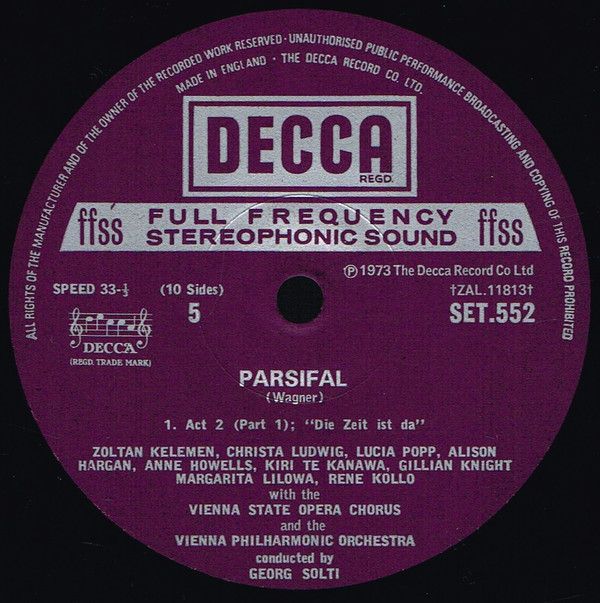 ALL RIGHTS OF THE MANUFACTURER AND OF THE OWNER OF THE RECORDED WORK RESERVED · UNAUTHORISED PUBLIC PERFORMANCE BROADCASTING AND COPYING OF THIS RECORD PROHIBITED
MADE IN ENGLAND · THE DECCA RECORD CO. LTD.
DECCA
REGD.
ffss FULL FREQUENCY ffss
STEREOPHONIC SOUND
℗ 1973 The Decca Record Co Ltd
SPEED 33-⅓ (10 Sides) †ZAL.11813†
5 SET.552
DECCA
(REGD. TRADE MARK)
PARSIFAL
(Wagner)
1. Act 2 (Part 1); "Die Zeit ist da"
ZOLTAN KELEMEN, CHRISTA LUDWIG, LUCIA POPP, ALISON
HARGAN, ANNE HOWELLS, KIRI TE KANAWA, GILLIAN KNIGHT
MARGARITA LILOWA, RENE KOLLO
with the
VIENNA STATE OPERA CHORUS
and the
VIENNA PHILHARMONIC ORCHESTRA
conducted by
GEORG SOLTI